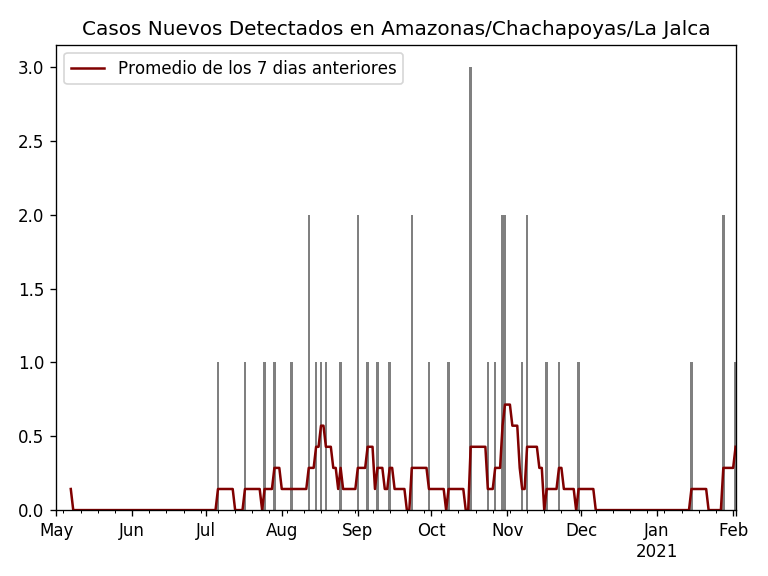 Casos Nuevos Detectados en Amazonas/Chachapoyas/La Jalca
Promedio de los 7 dias anteriores
3.0
2.5
2.0
1.5
1.0
0.5
0.0
May Jun Jul Aug Sep Oct Nov Dec Jan Feb
2021